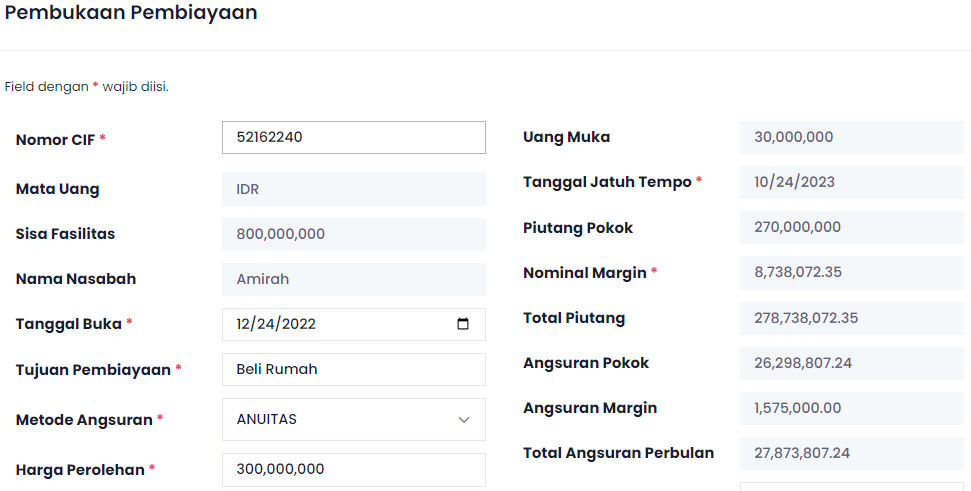 Pembukaan Pembiayaan
Field dengan * wajib diisi.
Nomor CIF * 52162240
Mata Uang IDR
Sisa Fasilitas 800,000,000
Nama Nasabah Amirah
Tanggal Buka * 12/24/2022
Tujuan Pembiayaan * Beli Rumah
Metode Angsuran * ANUITAS
Harga Perolehan * 300,000,000
Uang Muka 30,000,000
Tanggal Jatuh Tempo * 10/24/2023
Piutang Pokok 270,000,000
Nominal Margin * 8,738,072.35
Total Piutang 278,738,072.35
Angsuran Pokok 26,298,807.24
Angsuran Margin 1,575,000.00
Total Angsuran Perbulan 27,873,807.24